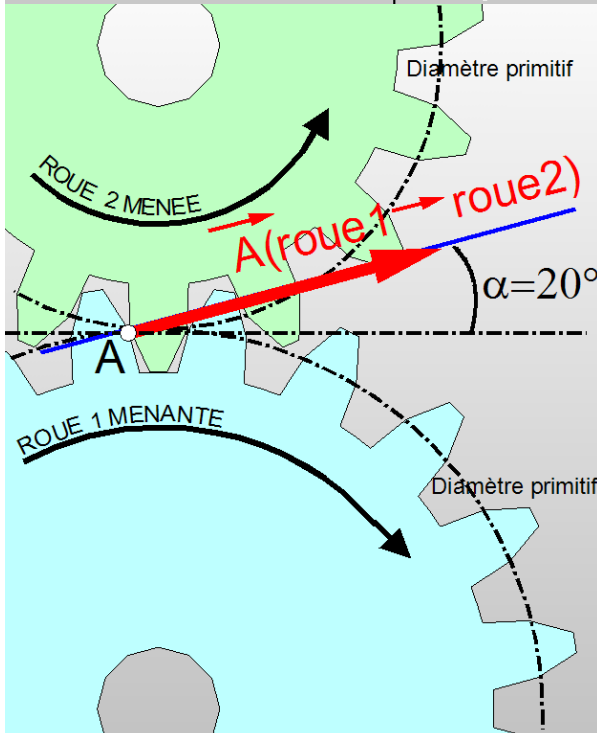 Diamètre primitif
ROUE 2 MENEE
A(roue1→roue2)
α=20°
A
ROUE 1 MENANTE
Diamètre primitif